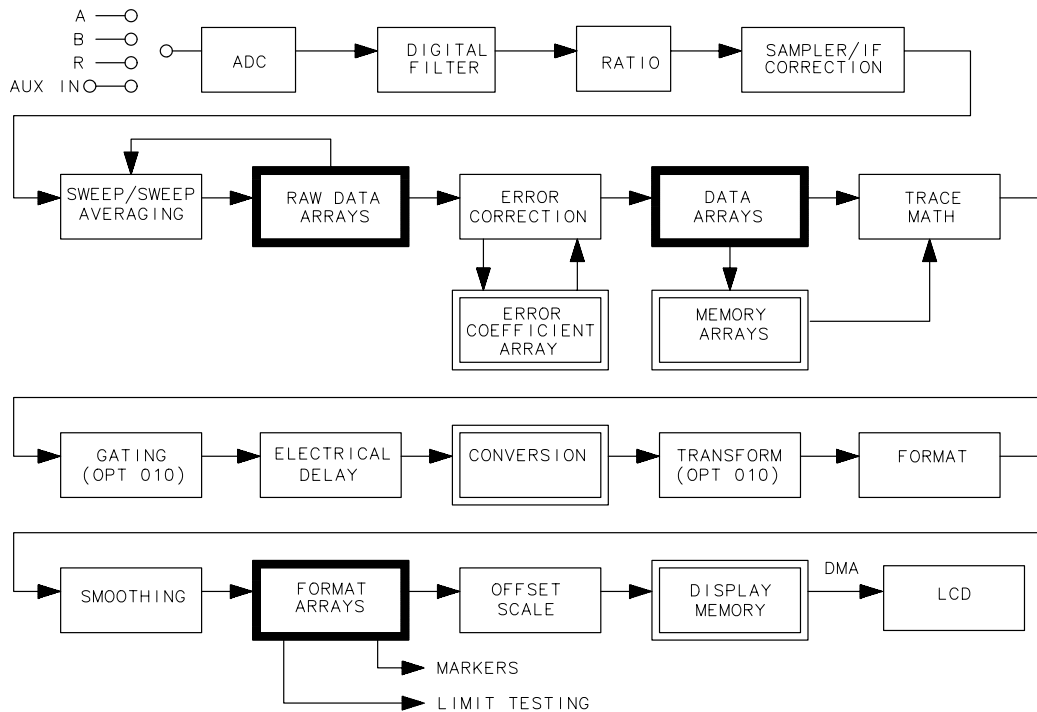 A
B
R
AUX IN
ADC
DIGITAL
FILTER
RATIO
SAMPLER/IF
CORRECTION
SWEEP/SWEEP
AVERAGING
RAW DATA
ARRAYS
ERROR
CORRECTION
DATA
ARRAYS
TRACE
MATH
ERROR
COEFFICIENT
ARRAY
MEMORY
ARRAYS
GATING
(OPT 010)
ELECTRICAL
DELAY
CONVERSION
TRANSFORM
(OPT 010)
FORMAT
SMOOTHING
FORMAT
ARRAYS
OFFSET
SCALE
DISPLAY
MEMORY
DMA
LCD
MARKERS
LIMIT TESTING